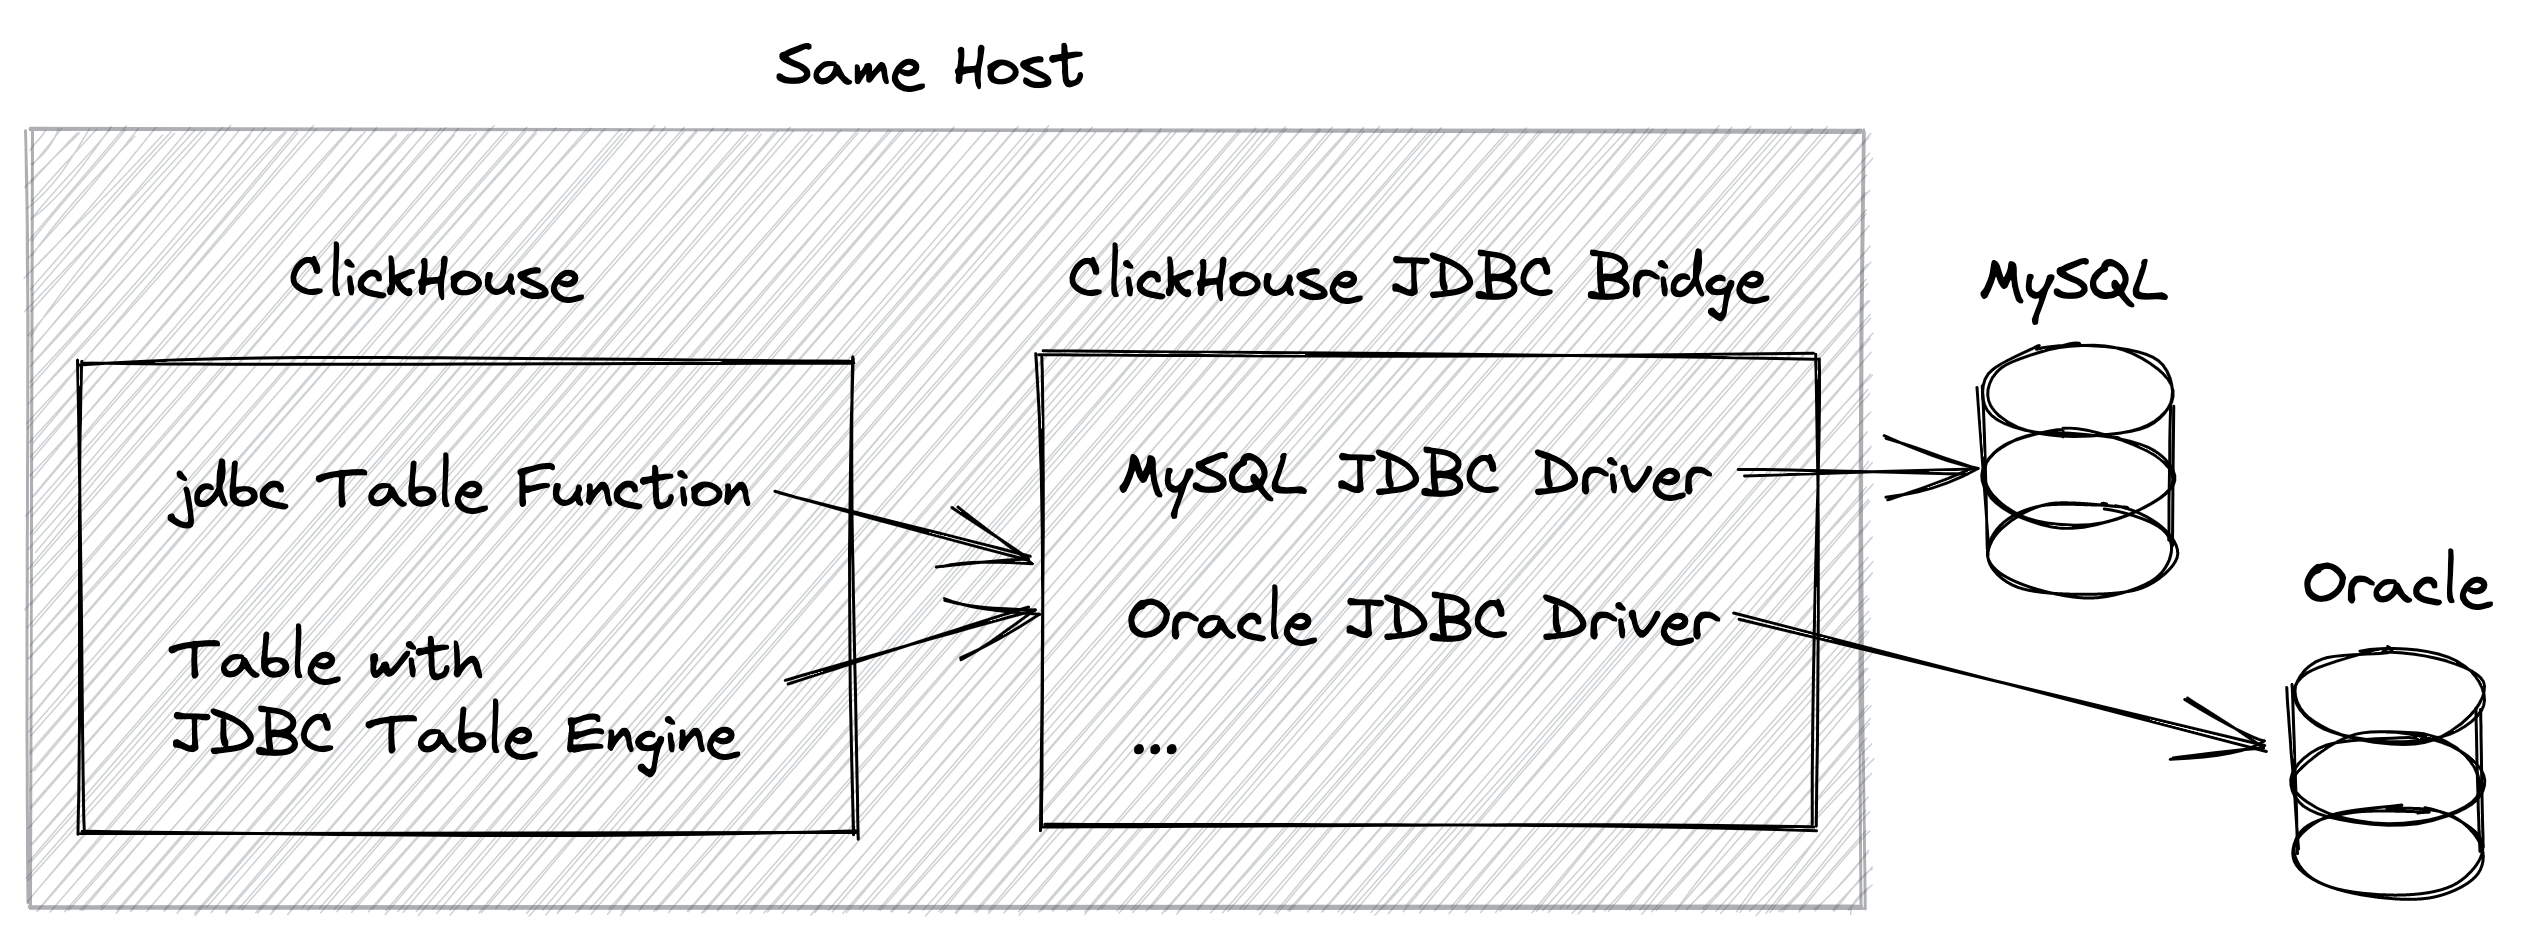 Same Host
ClickHouse
jdbc Table Function
Table with
JDBC Table Engine
ClickHouse JDBC Bridge
MySQL JDBC Driver
Oracle JDBC Driver
...
MySQL
Oracle